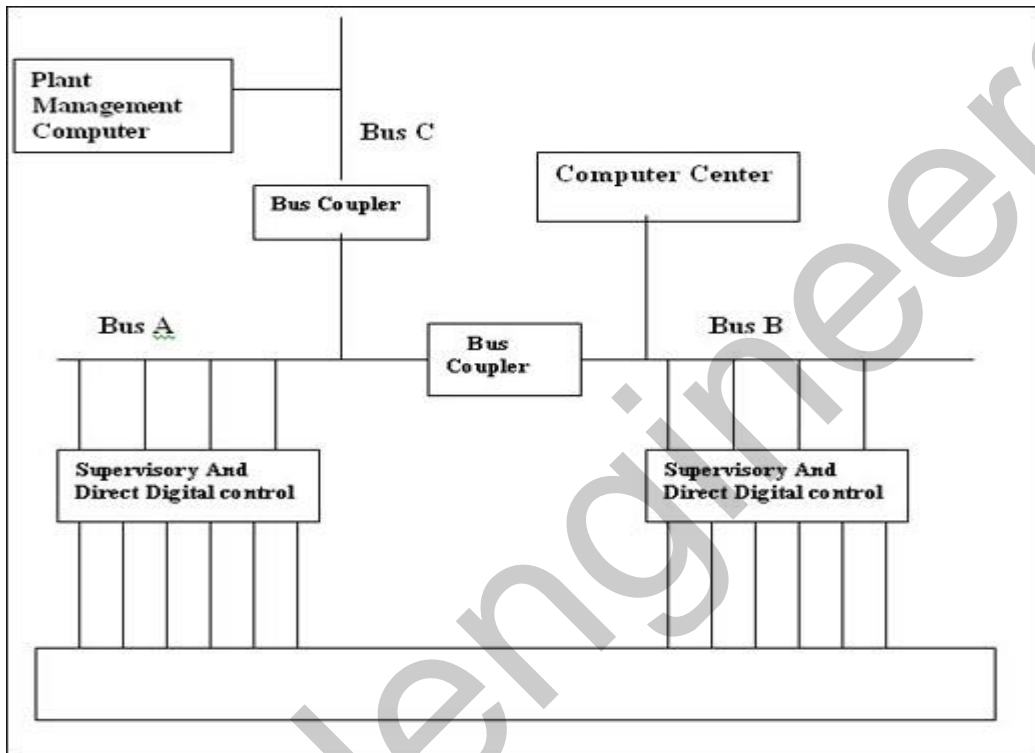 Plant
Management
Computer
Bus C
Computer Center
Bus Coupler
Bus A
Bus
Coupler
Bus B
Supervisory And
Direct Digital control
Supervisory And
Direct Digital control
lengineer